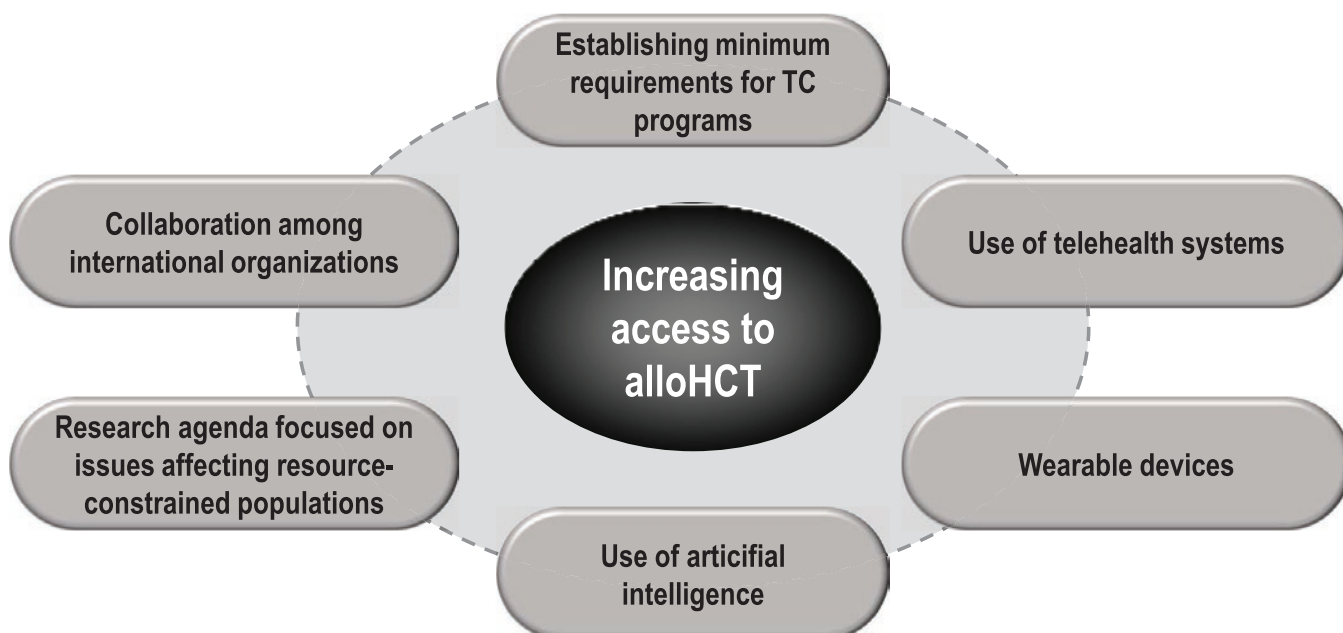 Establishing minimum
requirements for TC
programs
Collaboration among
international organizations
Use of telehealth systems
Increasing
access to
alloHCT
Research agenda focused on
issues affecting resource-
constrained populations
Wearable devices
Use of articifial
intelligence